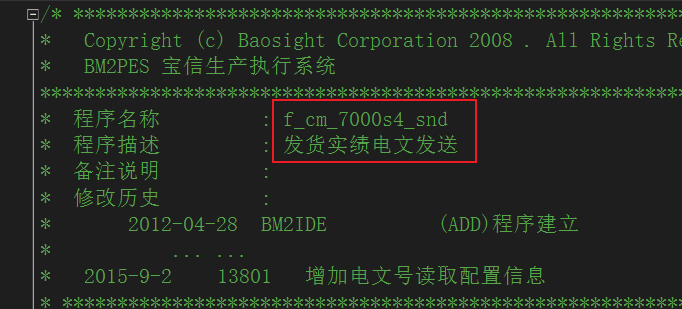 /* ********************************************************
* Copyright (c) Baosight Corporation 2008 . All Rights Re
* BM2PES 宝信生产执行系统
***********************************************************
* 程序名称 : f_cm_7000s4_snd
* 程序描述 : 发货实绩电文发送
* 备注说明 :
* 修改历史 :
* 2012-04-28 BM2IDE (ADD)程序建立
* ... ...
* 2015-9-2 13801 增加电文号读取配置信息
* *********************************************************